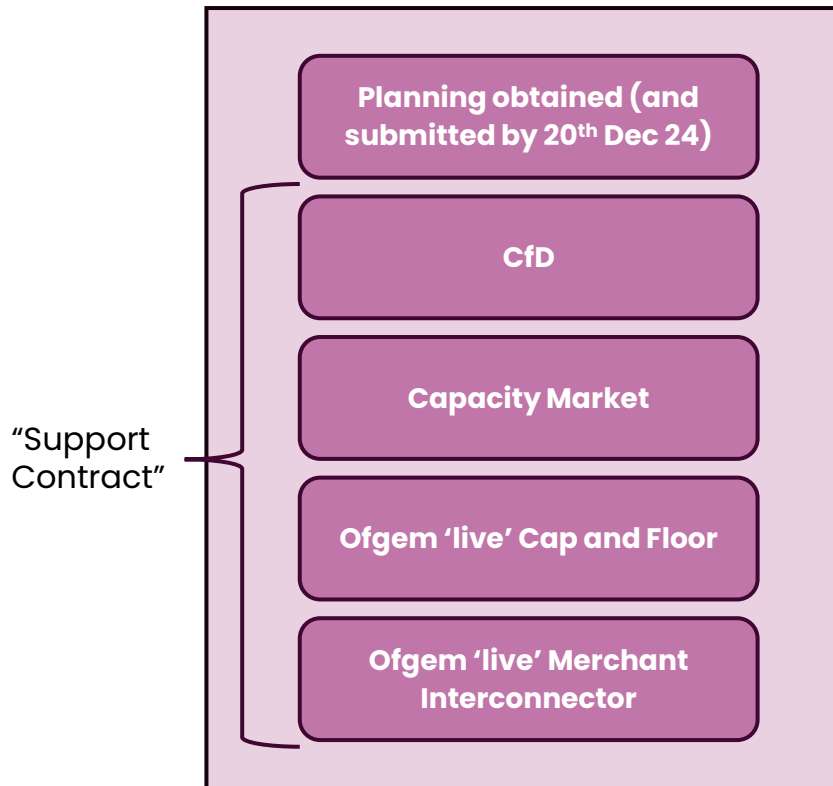 Planning obtained (and
submitted by 20th Dec 24)
CfD
Capacity Market
“Support
Contract”
Ofgem ‘live’ Cap and Floor
Ofgem ‘live’ Merchant
Interconnector